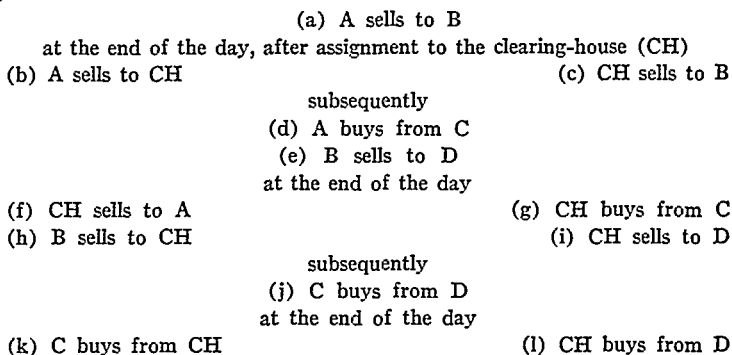 (a) A sells to B
at the end of the day, after assignment to the clearing-house (CH)
(b) A sells to CH (c) CH sells to B
subsequently
(d) A buys from C
(e) B sells to D
at the end of the day
(f) CH sells to A (g) CH buys from C
(h) B sells to CH (i) CH sells to D
subsequently
(j) C buys from D
at the end of the day
(k) C buys from CH (l) CH buys from D